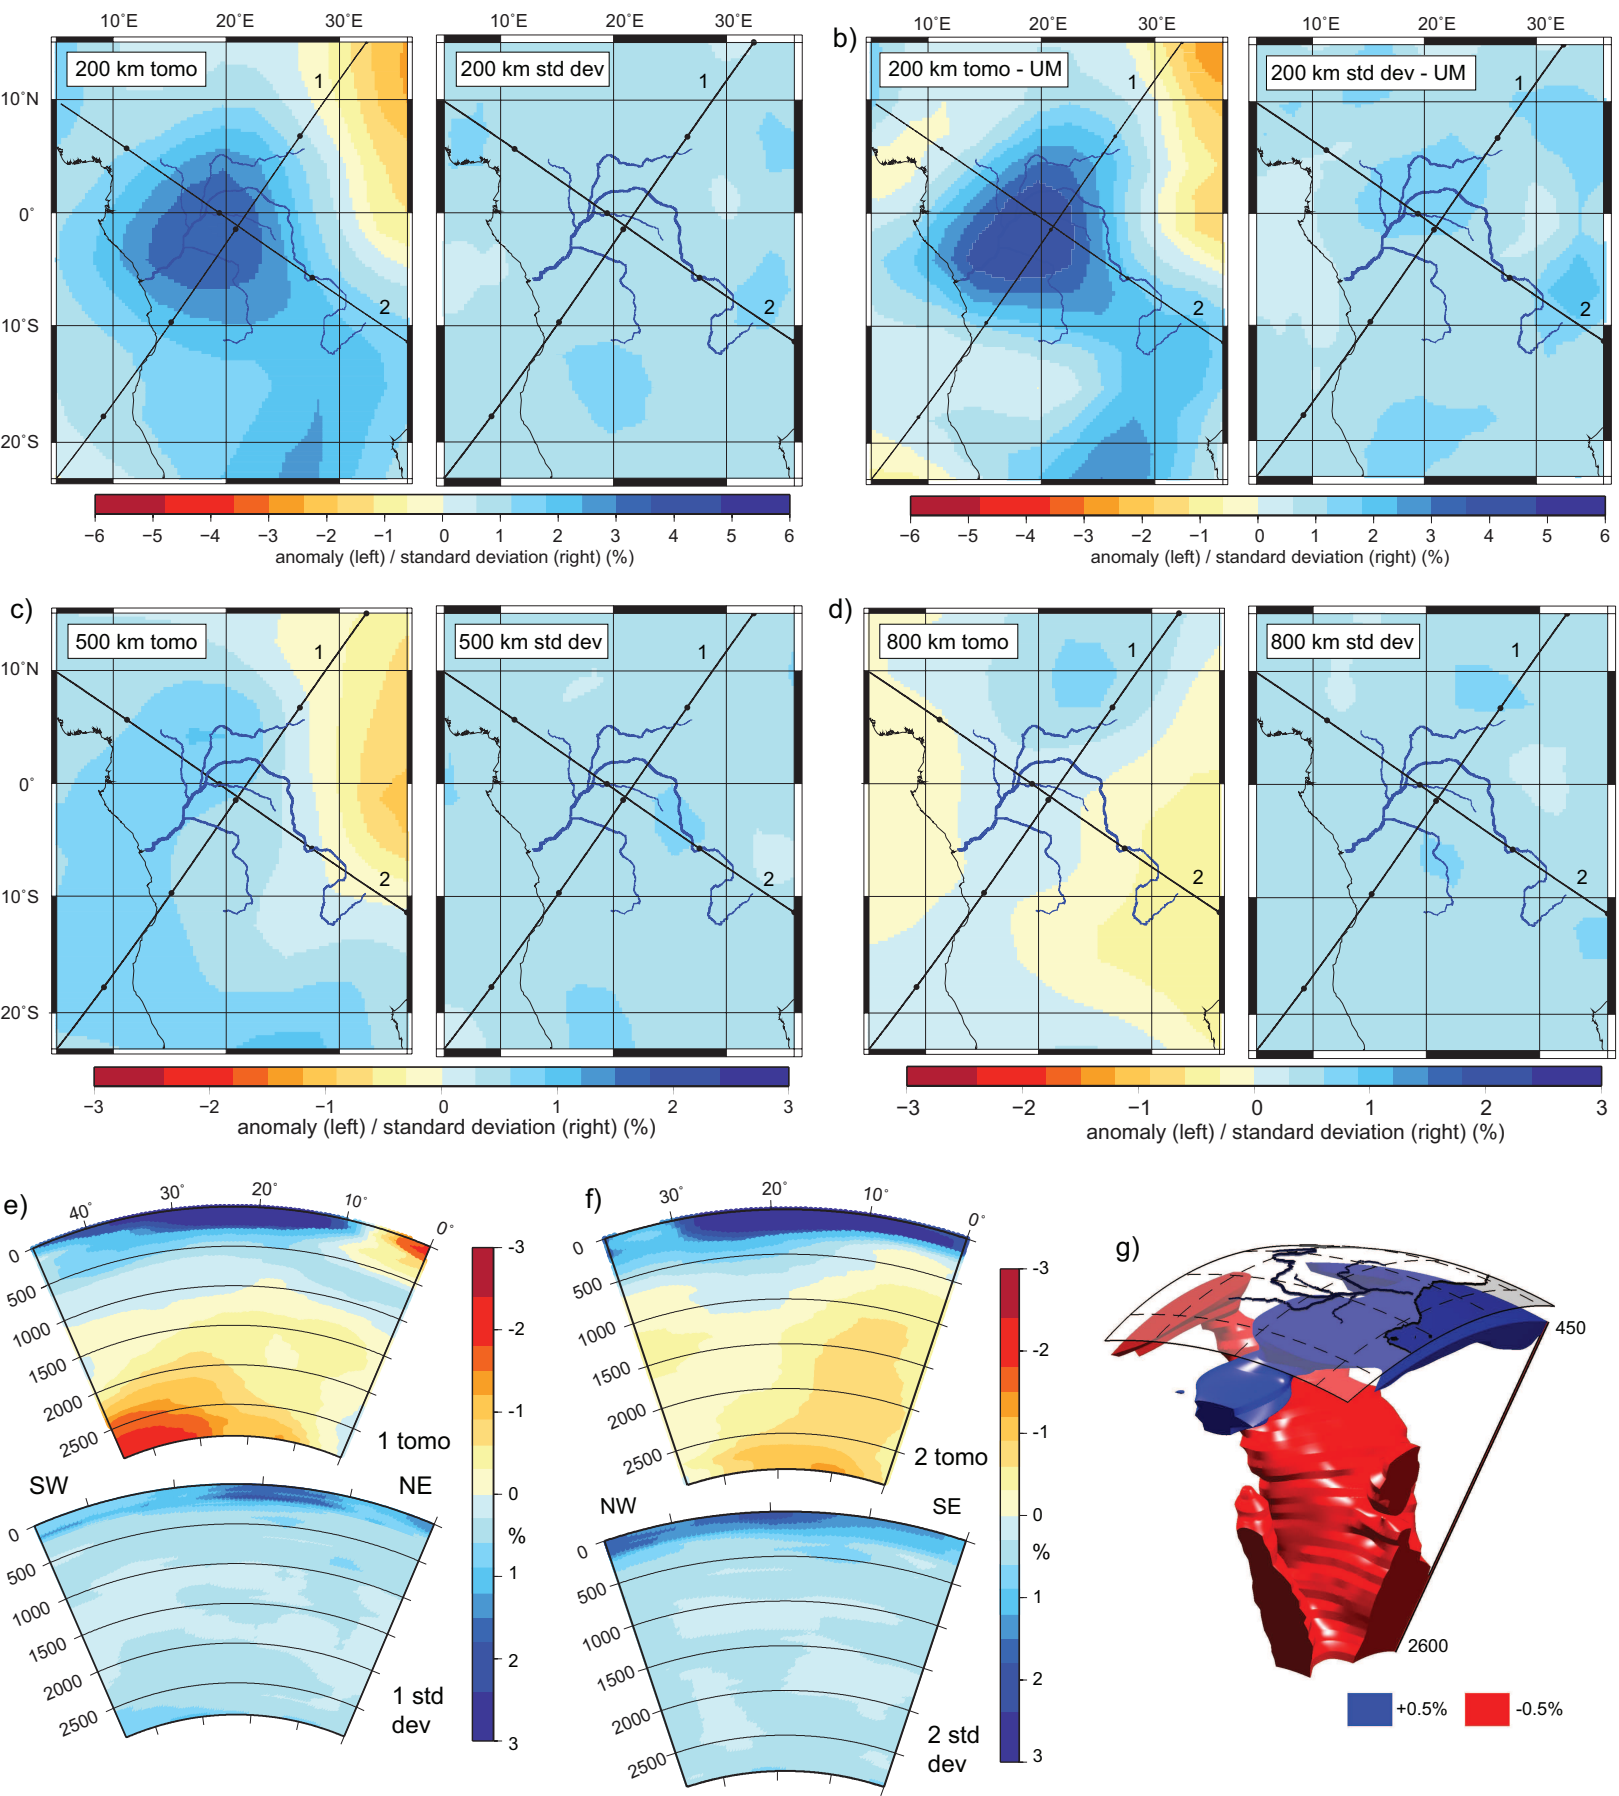 10°E 20°E 30°E 10°E 20°E 30°E
b) 10°E 20°E 30°E 10°E 20°E 30°E
200 km tomo 1
200 km std dev 1
200 km tomo - UM 1
200 km std dev - UM 1
10°N
0°
10°S
20°S
2 2 2 2
−6 −5 −4 −3 −2 −1 0 1 2 3 4 5 6
anomaly (left) / standard deviation (right) (%)
−6 −5 −4 −3 −2 −1 0 1 2 3 4 5 6
anomaly (left) / standard deviation (right) (%)
c)
500 km tomo 1
500 km std dev 1
d)
800 km tomo 1
800 km std dev 1
10°N
0°
10°S
20°S
2 2 2 2
−3 −2 −1 0 1 2 3
anomaly (left) / standard deviation (right) (%)
−3 −2 −1 0 1 2 3
anomaly (left) / standard deviation (right) (%)
e)
40° 30° 20° 10° 0°
0
500
1000
1500
2000
2500
1 tomo
SW NE
0
500
1000
1500
2000
2500
1 std
dev
-3
-2
-1
0
%
1
2
3
f)
30° 20° 10° 0°
0
500
1000
1500
2000
2500
2 tomo
NW SE
0
500
1000
1500
2000
2500
2 std
dev
-3
-2
-1
0
%
1
2
3
g)
450
2600
+0.5% -0.5%